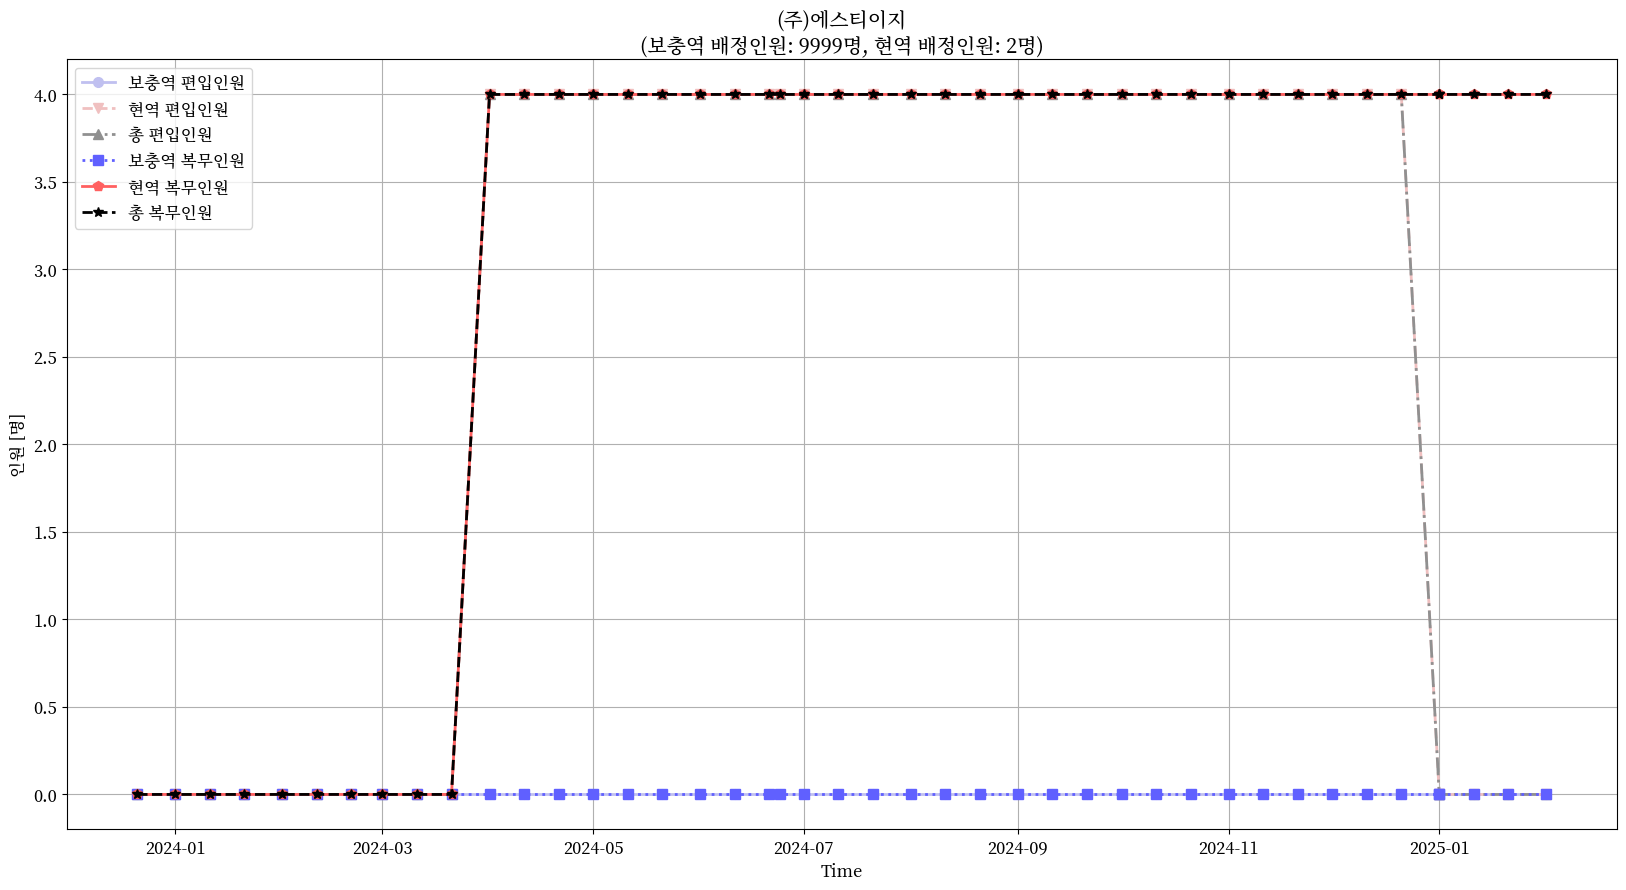 (주)에스티이지
(보충역 배정인원: 9999명, 현역 배정인원: 2명)
보충역 편입인원
현역 편입인원
총 편입인원
보충역 복무인원
현역 복무인원
총 복무인원
4.0
3.5
3.0
2.5
2.0
1.5
1.0
0.5
0.0
인원 [명]
2024-01
2024-03
2024-05
2024-07
2024-09
2024-11
2025-01
Time